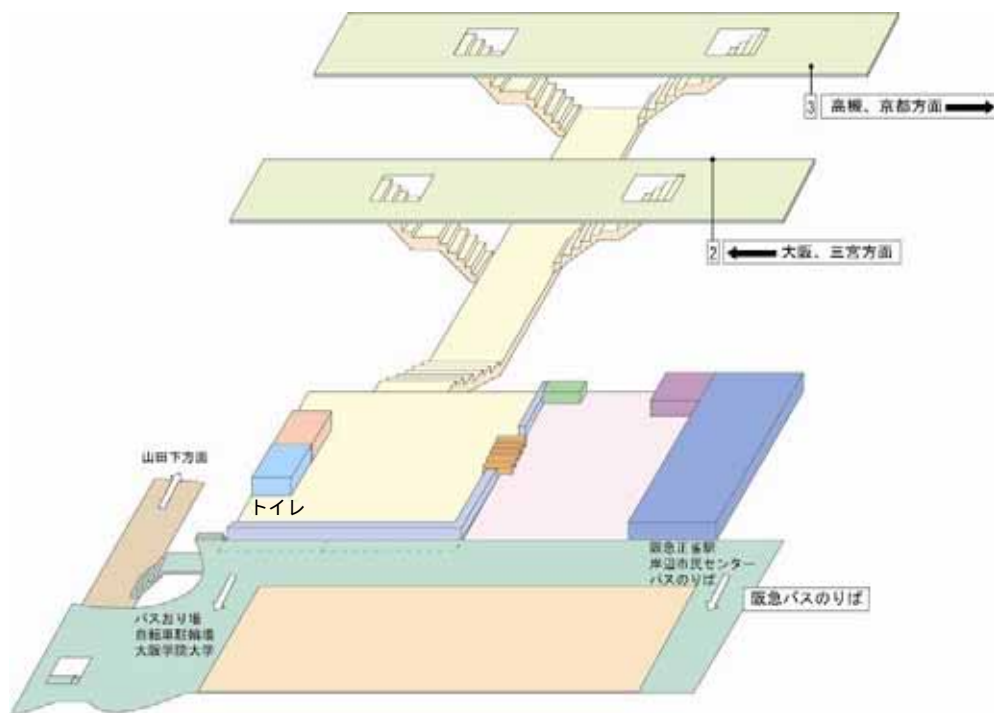 3 高槻、京都方面
2 大阪、三宮方面
山田下方面
トイレ
阪急正雀駅
岸辺市民センター
バスのりば
阪急バスのりば
バスおり場
自転車駐輪場
大阪学院大学